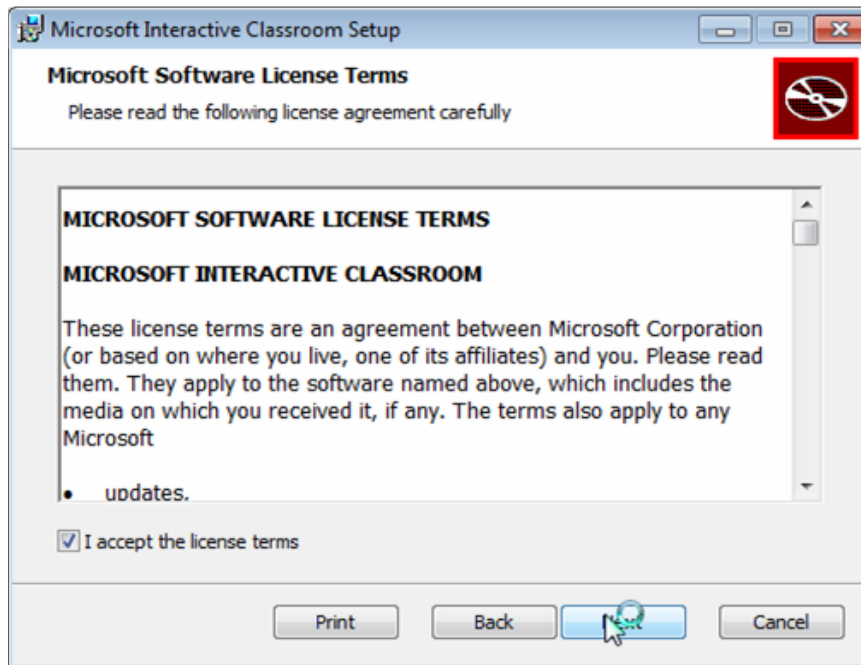 Microsoft Interactive Classroom Setup
Microsoft Software License Terms
Please read the following license agreement carefully
MICROSOFT SOFTWARE LICENSE TERMS
MICROSOFT INTERACTIVE CLASSROOM
These license terms are an agreement between Microsoft Corporation
(or based on where you live, one of its affiliates) and you. Please read
them. They apply to the software named above, which includes the
media on which you received it, if any. The terms also apply to any
Microsoft
• updates,
I accept the license terms
Print
Back
Next
Cancel